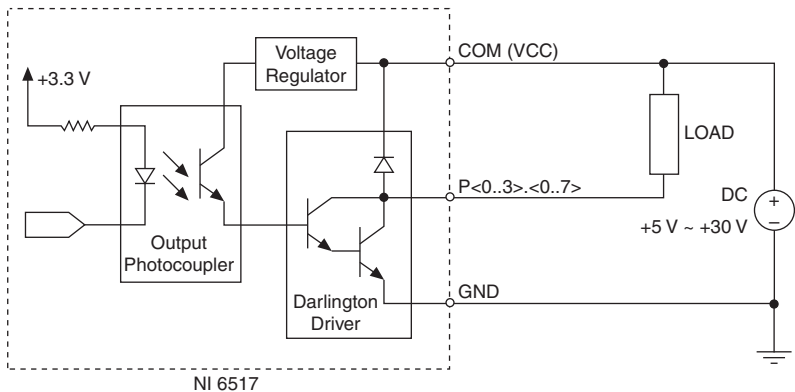 Voltage
Regulator
COM (VCC)
+3.3 V
LOAD
P<0..3>.<0..7>
DC
+
–
+5 V ~ +30 V
Output
Photocoupler
GND
Darlington
Driver
NI 6517